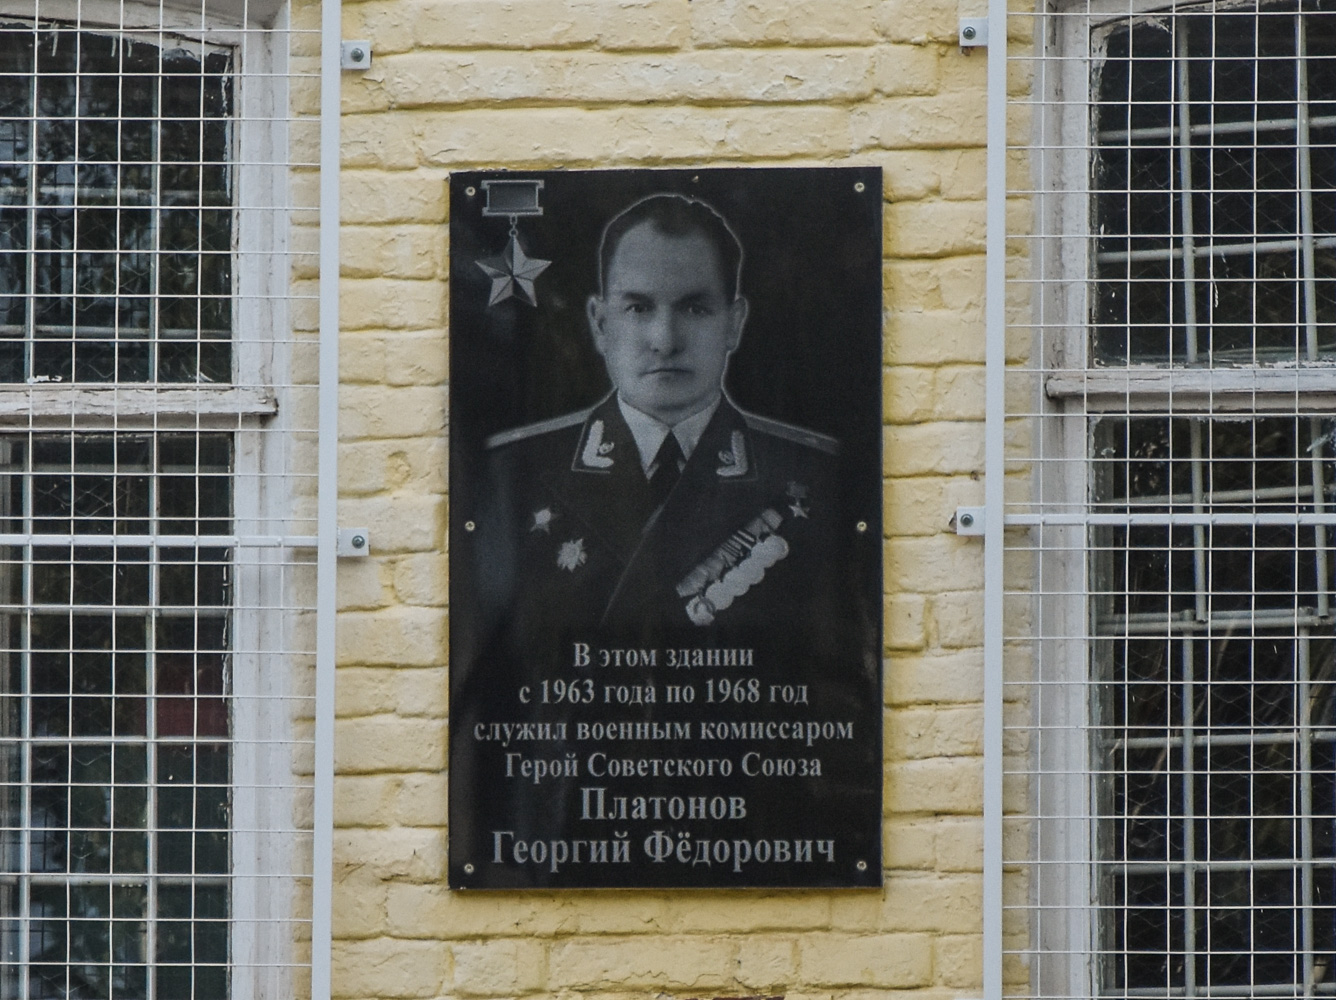 В этом здании
с 1963 года по 1968 год
служил военным комиссаром
Герой Советского Союза
Платонов
Георгий Фёдорович